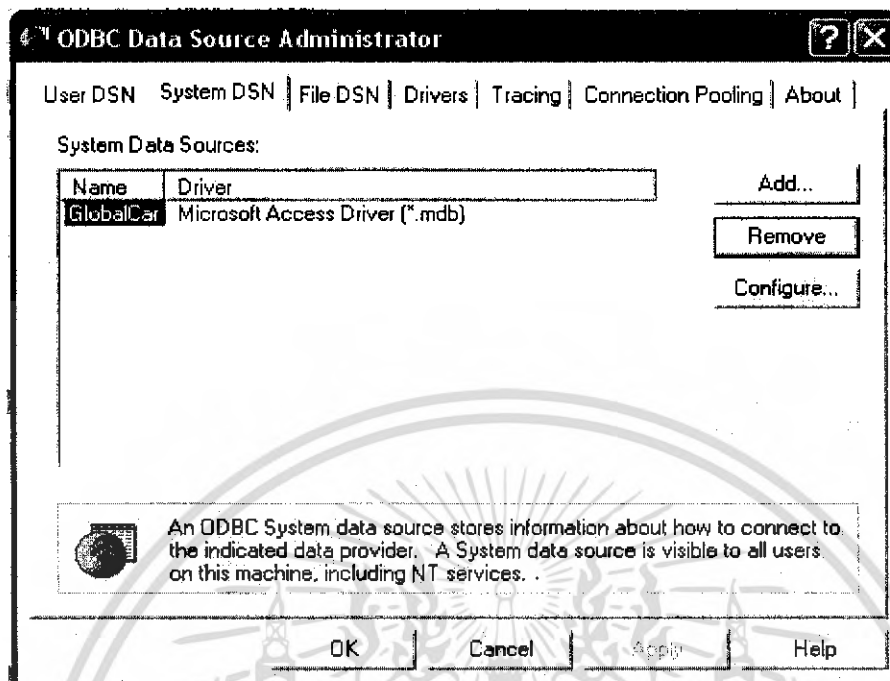 ODBC Data Source Administrator
User DSN System DSN File DSN Drivers Tracing Connection Pooling About
System Data Sources:
Name Driver
GlobalCar Microsoft Access Driver (*.mdb)
Add...
Remove
Configure...
An ODBC System data source stores information about how to connect to
the indicated data provider. A System data source is visible to all users
on this machine, including NT services.
OK Cancel Apply Help